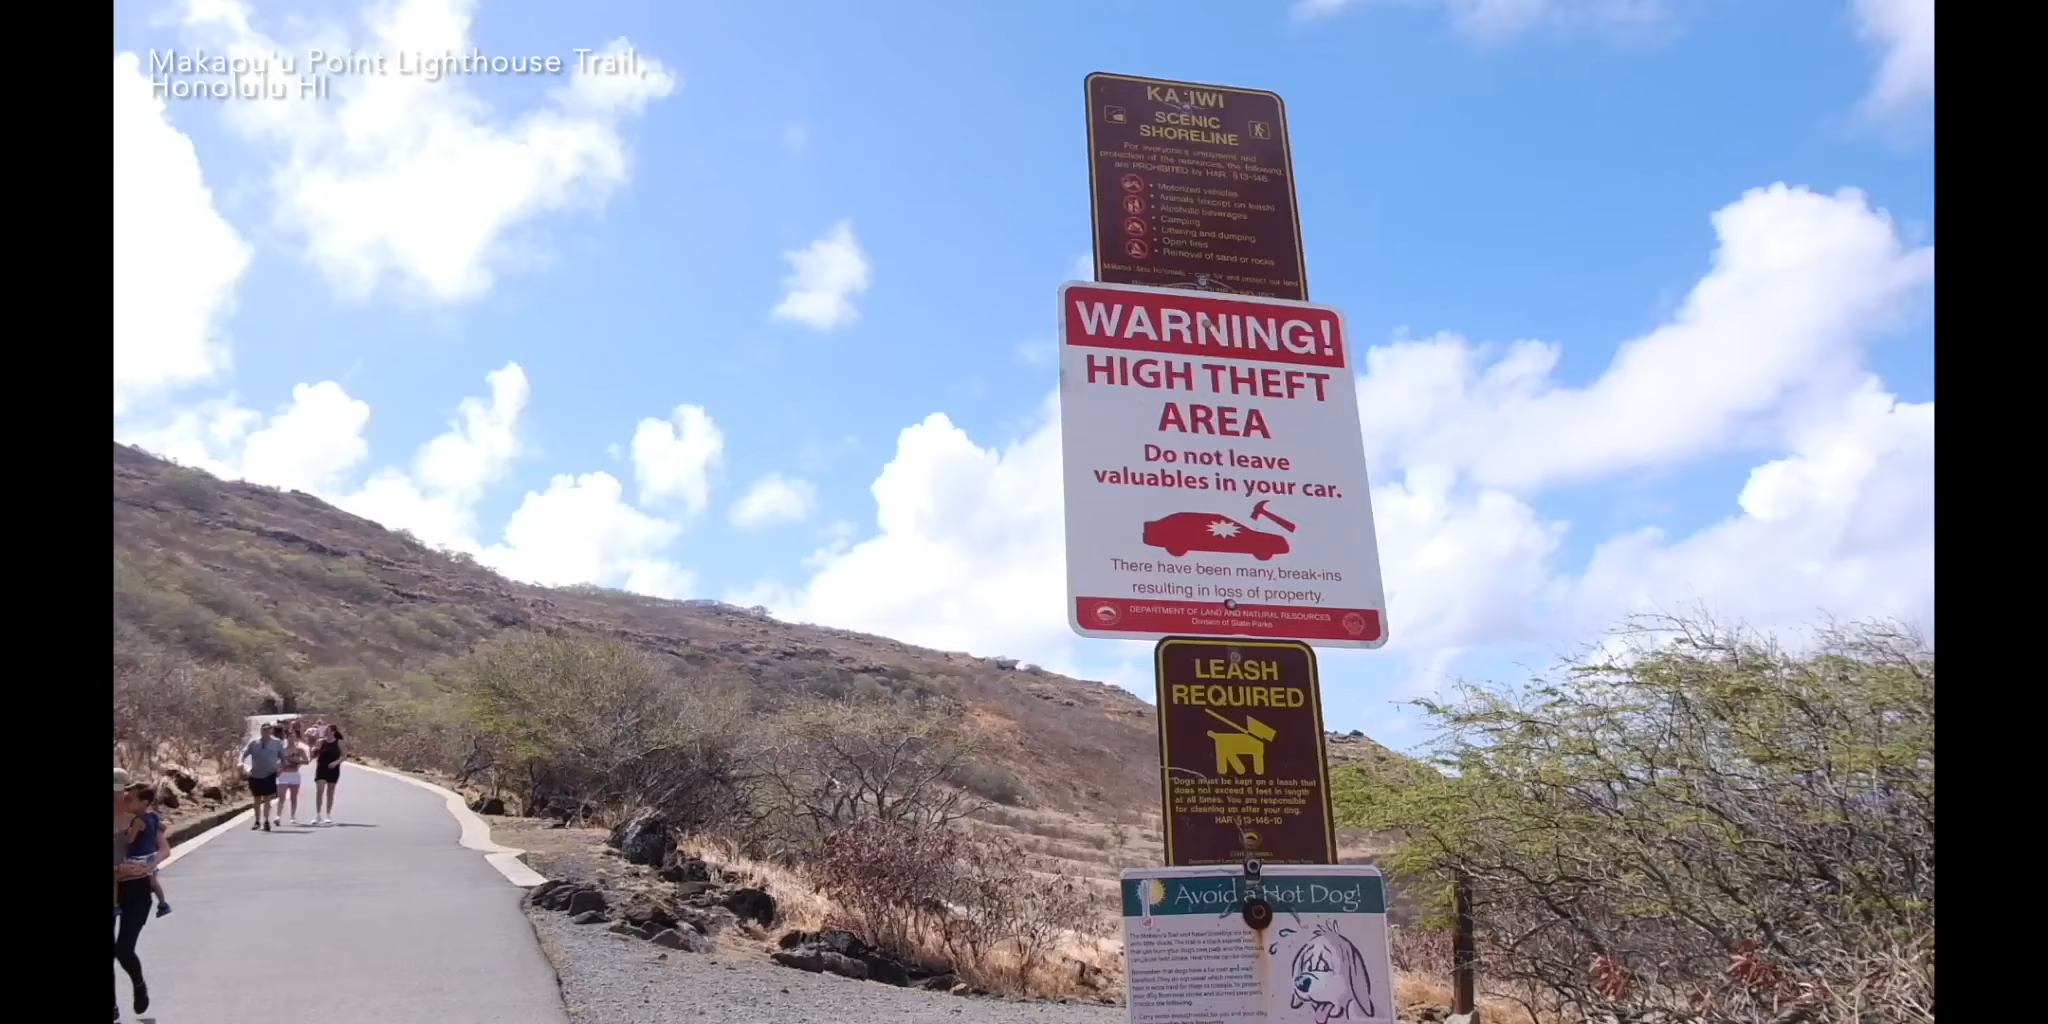 Makapu'u Point Lighthouse Trail,
Honolulu HI
KA ʻIWI
SCENIC
SHORELINE
For everyone's enjoyment and
protection of the resources, the following
are PROHIBITED by HAR §13-146.
• Motorized vehicles
• Animals (except on leash)
• Alcoholic beverages
• Camping
• Littering and dumping
• Open fires
• Removal of sand or rocks
WARNING!
HIGH THEFT
AREA
Do not leave
valuables in your car.
There have been many break-ins
resulting in loss of property.
DEPARTMENT OF LAND AND NATURAL RESOURCES
Division of State Parks
LEASH
REQUIRED
Dogs must be kept on a leash that
does not exceed 6 feet in length
at all times. You are responsible
for cleaning up after your dog.
HAR §13-146-10
Avoid a Hot Dog!